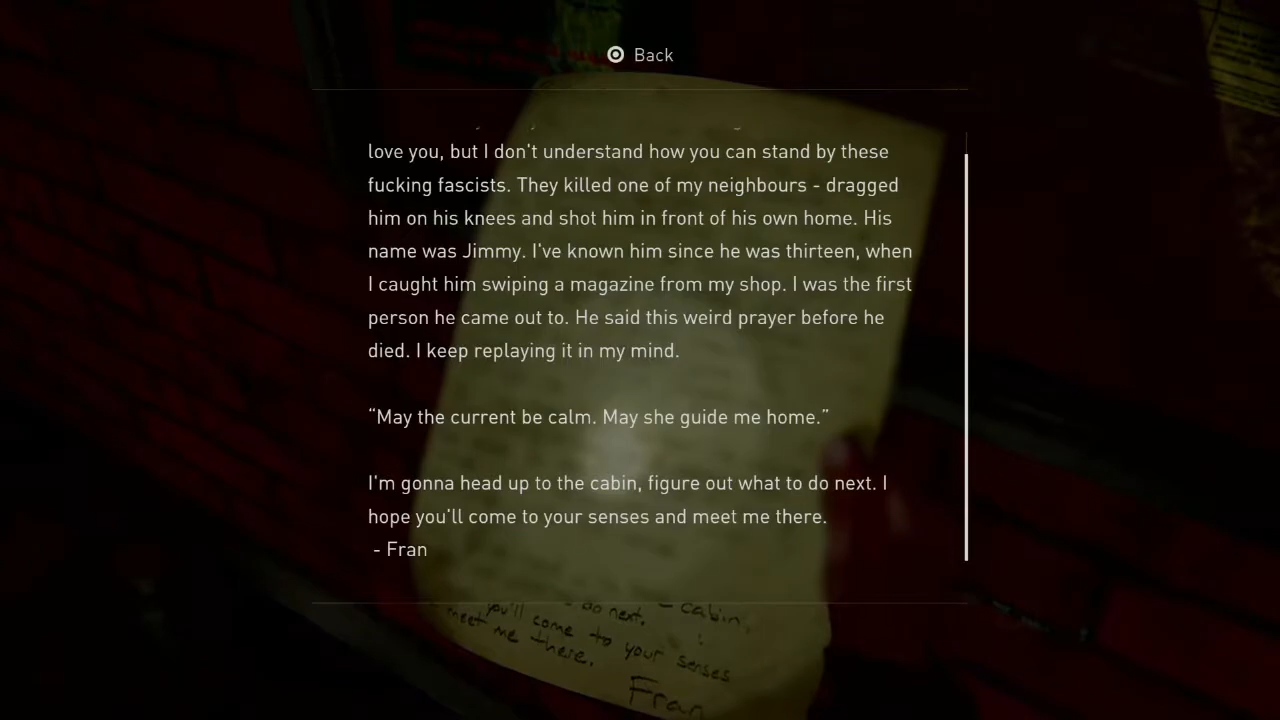 Back
love you, but I don't understand how you can stand by these
fucking fascists. They killed one of my neighbours - dragged
him on his knees and shot him in front of his own home. His
name was Jimmy. I've known him since he was thirteen, when
I caught him swiping a magazine from my shop. I was the first
person he came out to. He said this weird prayer before he
died. I keep replaying it in my mind.
“May the current be calm. May she guide me home.”
I'm gonna head up to the cabin, figure out what to do next. I
hope you'll come to your senses and meet me there.
- Fran
do next. - cabin,
you'll come to your senses
meet me there.
Fran